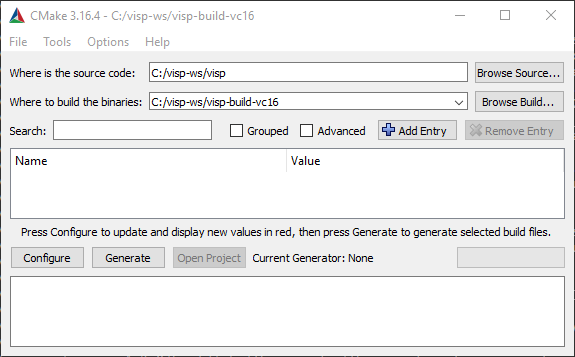 CMake 3.16.4 - C:/visp-ws/visp-build-vc16
File Tools Options Help
Where is the source code: C:/visp-ws/visp Browse Source...
Where to build the binaries: C:/visp-ws/visp-build-vc16 Browse Build...
Search: Grouped Advanced Add Entry Remove Entry
Name Value
Press Configure to update and display new values in red, then press Generate to generate selected build files.
Configure Generate Open Project Current Generator: None